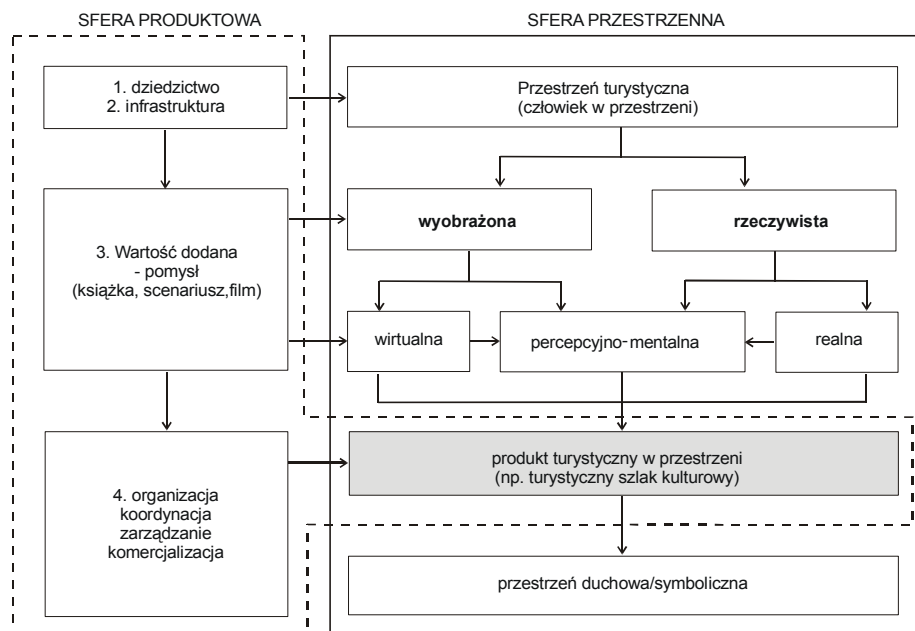 SFERA PRODUKTOWA
SFERA PRZESTRZENNA
1. dziedzictwo
2. infrastruktura
Przestrzeń turystyczna
(człowiek w przestrzeni)
3. Wartość dodana
- pomysł
(książka, scenariusz,film)
wyobrażona
rzeczywista
wirtualna
percepcyjno-mentalna
realna
4. organizacja
koordynacja
zarządzanie
komercjalizacja
produkt turystyczny w przestrzeni
(np. turystyczny szlak kulturowy)
przestrzeń duchowa/symboliczna